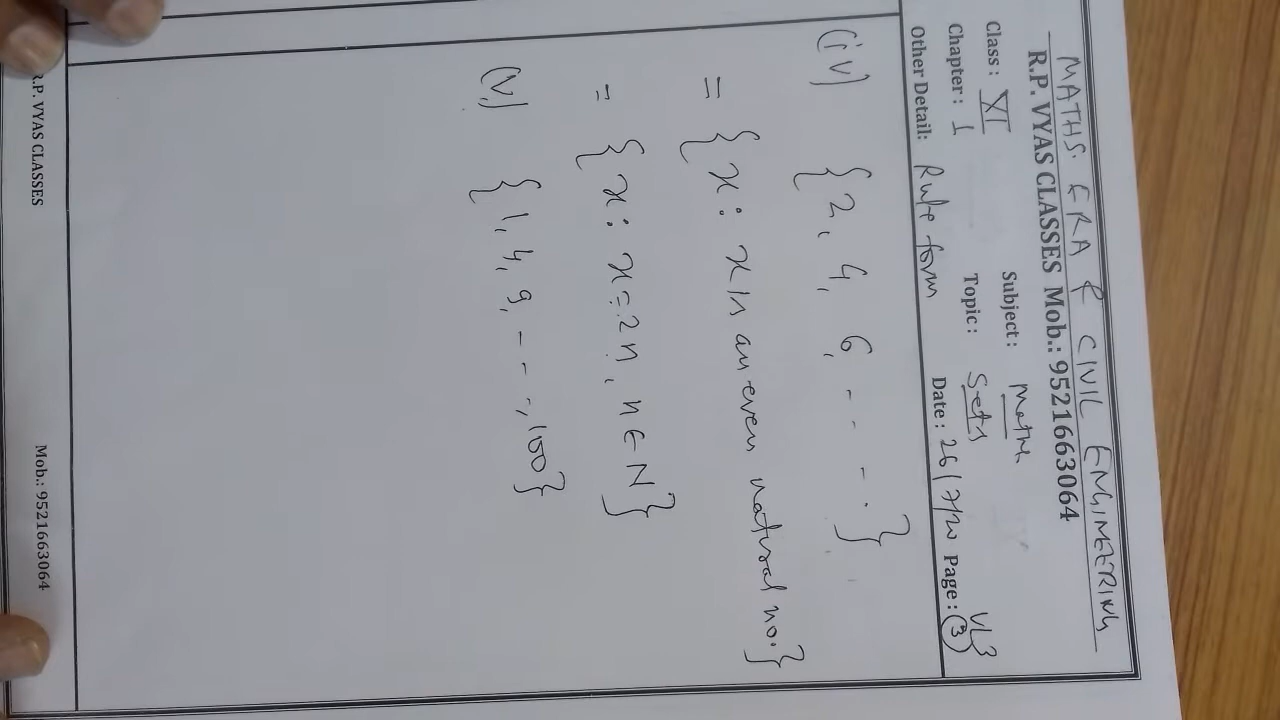 MATHS ERA & CIVIL ENGINEERING
R.P. VYAS CLASSES Mob.: 9521663064
Class : XI Subject : Maths
Chapter : 1 Topic : Sets VL3
Other Detail: Rule form Date : 26/7/20 Page : 3
(iv) {2, 4, 6, - - - .}
= {x : x is an even natural no.}
= {x : x = 2n, n ∈ N}
(v) {1, 4, 9, - - -, 100}
R.P. VYAS CLASSES Mob.: 9521663064